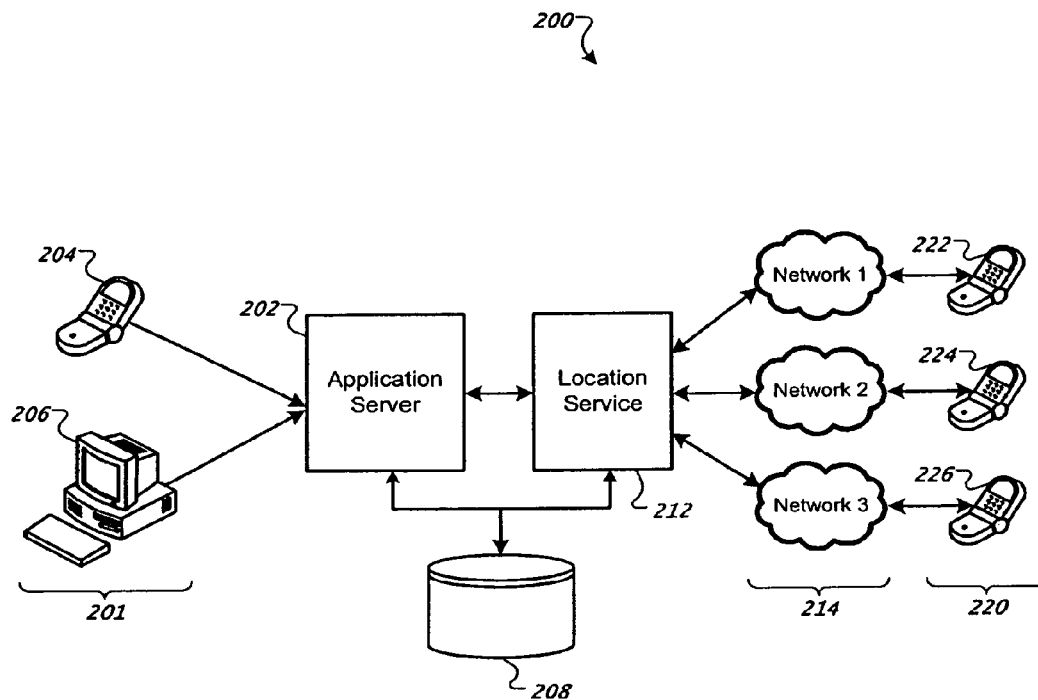 200
204
202
Application
Server
Location
Service
Network 1
222
206
Network 2
224
Network 3
226
212
201
214
220
208